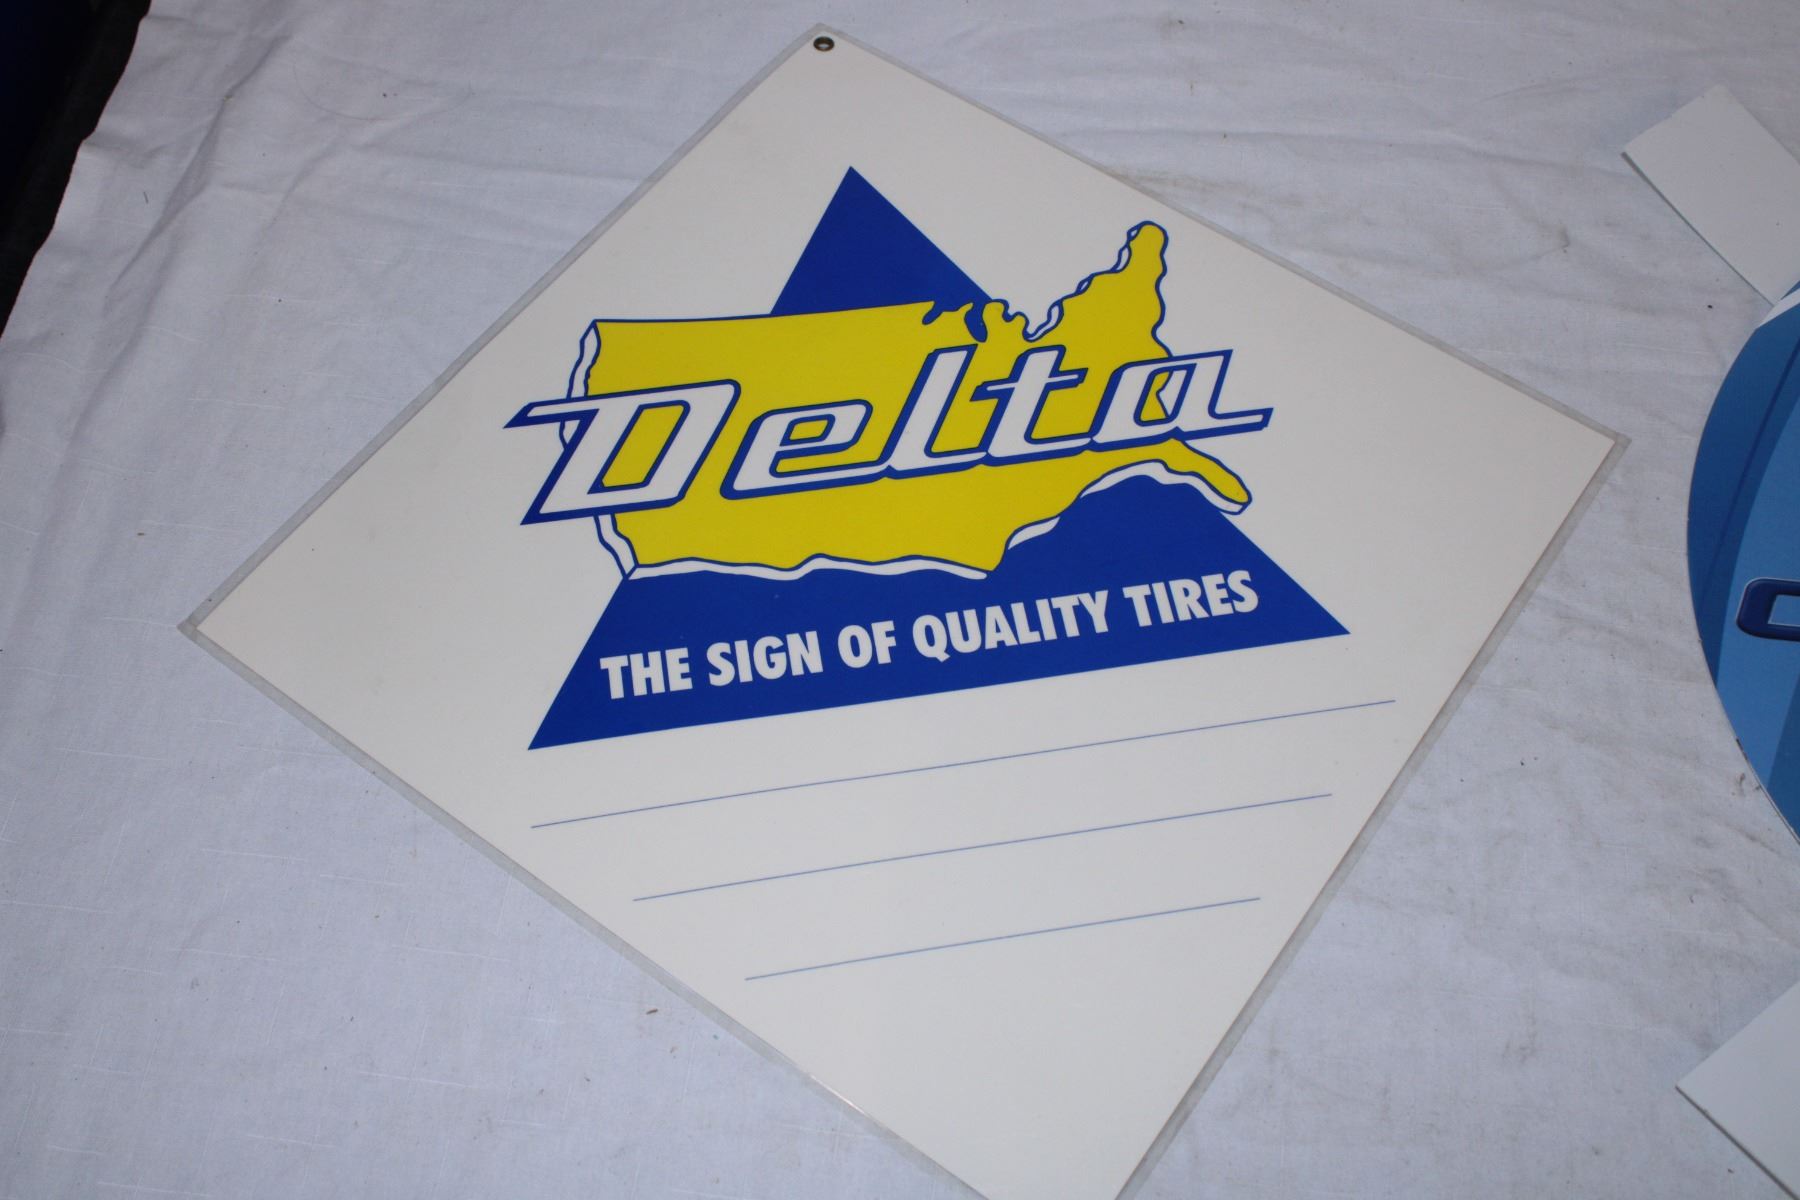 Delta
THE SIGN OF QUALITY TIRES